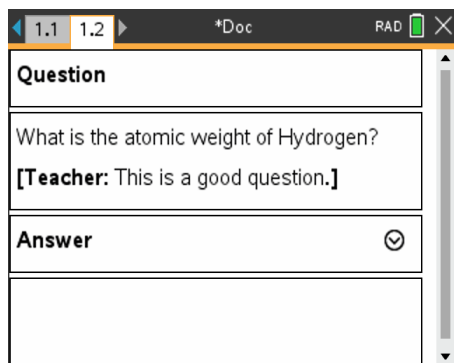 1.1 1.2 *Doc RAD
Question
What is the atomic weight of Hydrogen?
[Teacher: This is a good question.]
Answer